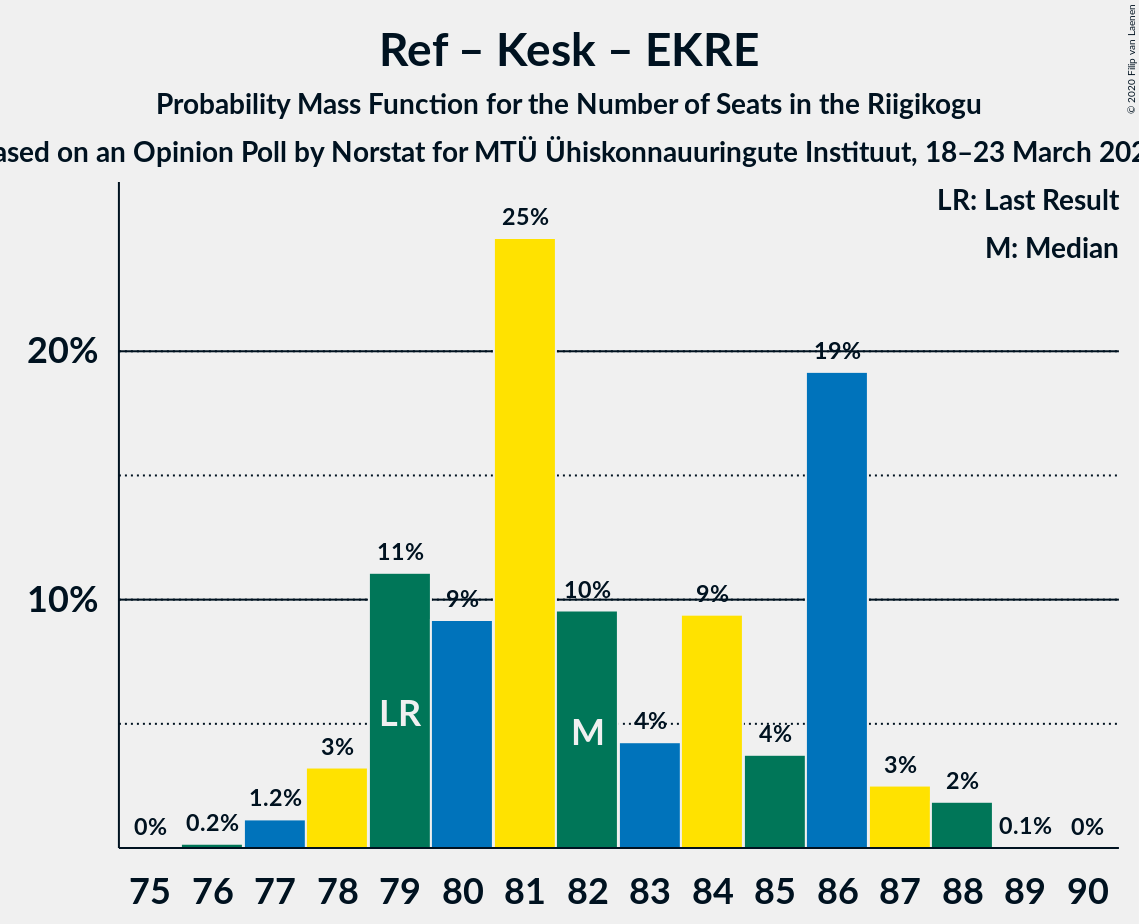 Ref – Kesk – EKRE
Probability Mass Function for the Number of Seats in the Riigikogu
ased on an Opinion Poll by Norstat for MTÜ Ühiskonnauuringute Instituut, 18–23 March 202
© 2020 Filip van Laenen
LR: Last Result
M: Median
25%
20%
19%
11%
10%
9%
10%
9%
LR
M
4%
4%
3%
3%
2%
1.2%
0%
0.2%
0.1%
0%
75 76 77 78 79 80 81 82 83 84 85 86 87 88 89 90